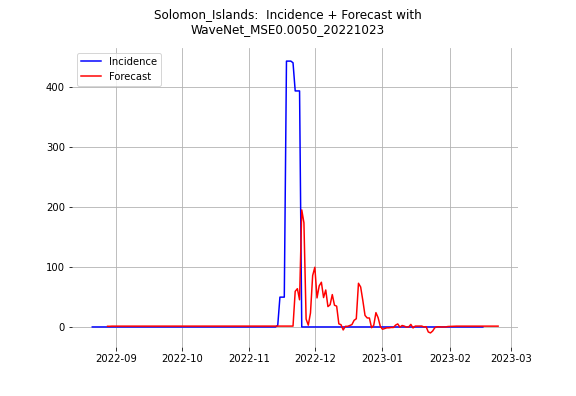 Solomon_Islands:  Incidence + Forecast with
WaveNet_MSE0.0050_20221023
Incidence
Forecast
400
300
200
100
0
2022-09 2022-10 2022-11 2022-12 2023-01 2023-02 2023-03